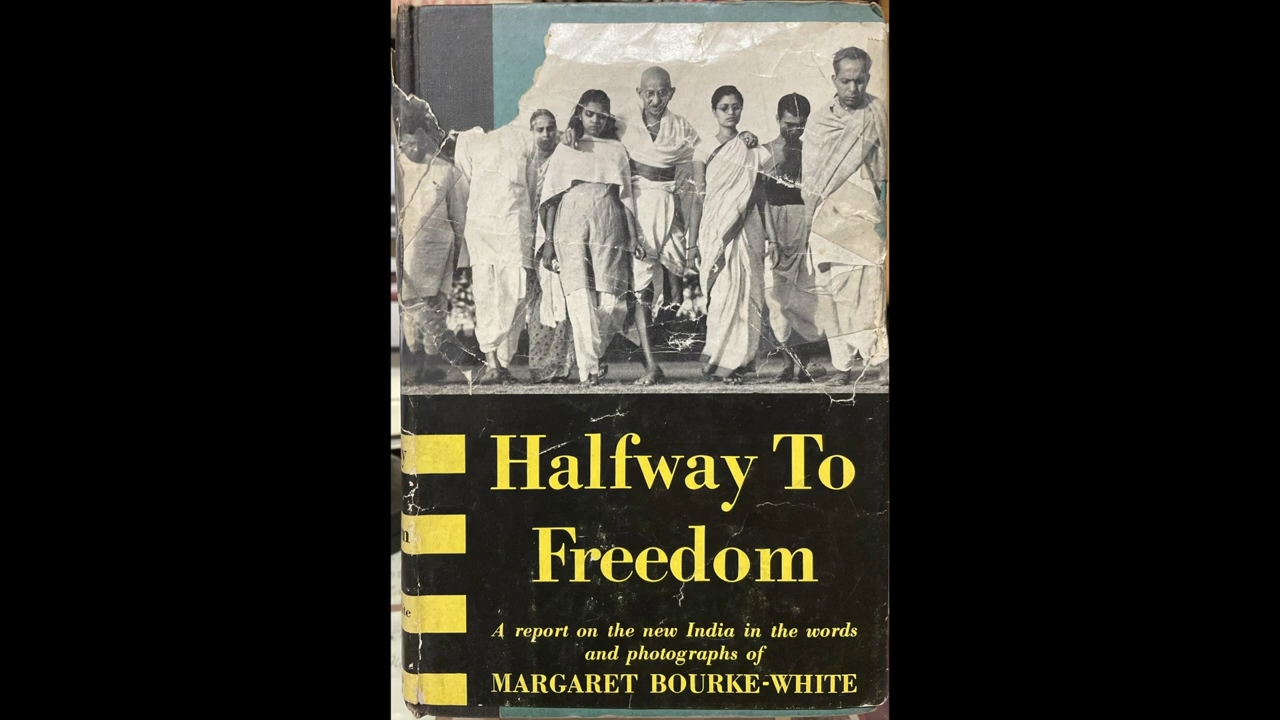 Halfway To
Freedom
A report on the new India in the words
and photographs of
MARGARET BOURKE-WHITE